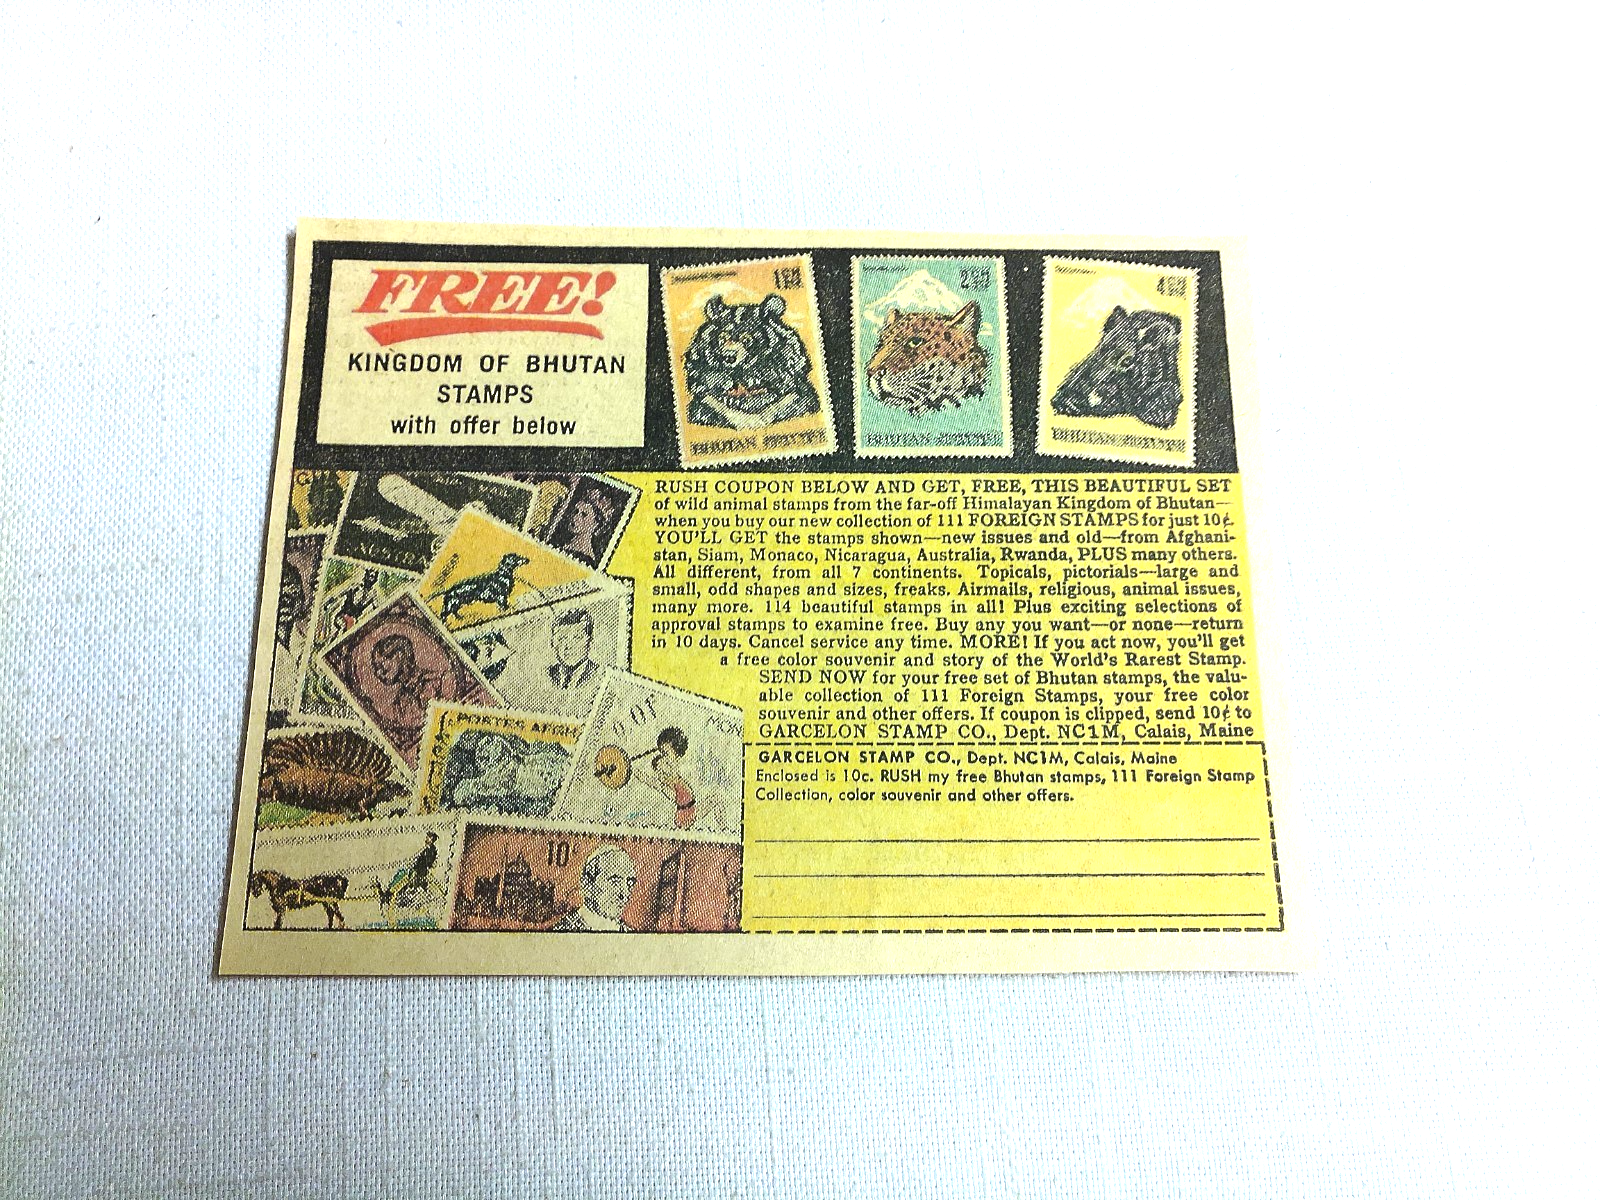 FREE!
KINGDOM OF BHUTAN
STAMPS
with offer below
BHUTAN
BHUTAN
BHUTAN
RUSH COUPON BELOW AND GET, FREE, THIS BEAUTIFUL SET
of wild animal stamps from the far-off Himalayan Kingdom of Bhutan—
when you buy our new collection of 111 FOREIGN STAMPS for just 10¢.
YOU'LL GET the stamps shown—new issues and old—from Afghani-
stan, Siam, Monaco, Nicaragua, Australia, Rwanda, PLUS many others.
All different, from all 7 continents. Topicals, pictorials—large and
small, odd shapes and sizes, freaks. Airmails, religious, animal issues,
many more. 114 beautiful stamps in all! Plus exciting selections of
approval stamps to examine free. Buy any you want—or none—return
in 10 days. Cancel service any time. MORE! If you act now, you'll get
a free color souvenir and story of the World's Rarest Stamp.
SEND NOW for your free set of Bhutan stamps, the valu-
able collection of 111 Foreign Stamps, your free color
souvenir and other offers. If coupon is clipped, send 10¢ to
GARCELON STAMP CO., Dept. NC1M, Calais, Maine
POSTES AFGH
10
GARCELON STAMP CO., Dept. NC1M, Calais, Maine
Enclosed is 10c. RUSH my free Bhutan stamps, 111 Foreign Stamp
Collection, color souvenir and other offers.